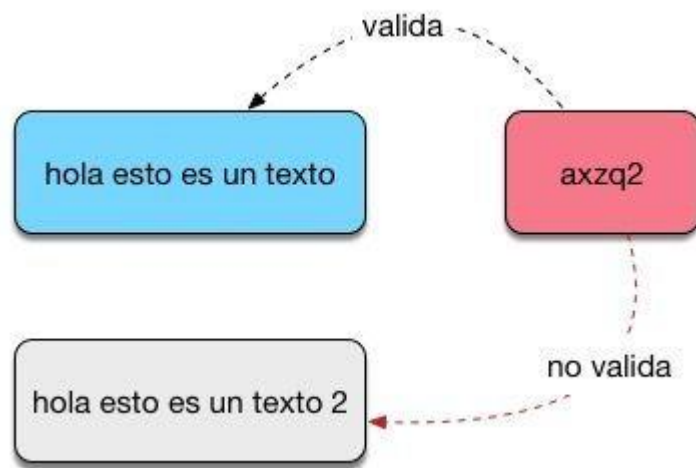 valida
hola esto es un texto
axzq2
no valida
hola esto es un texto 2